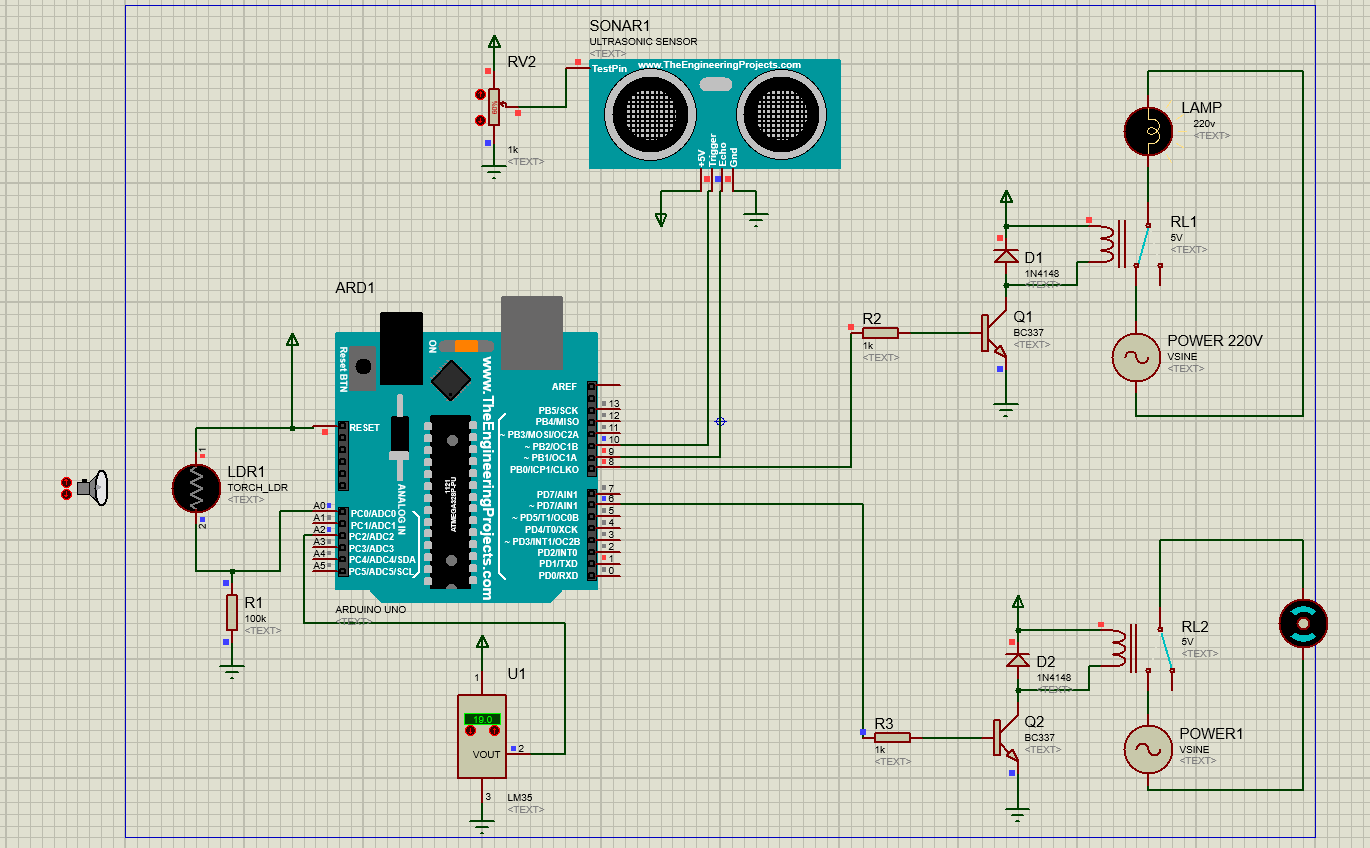 SONAR1
ULTRASONIC SENSOR
<TEXT>
TestPin
www.TheEngineeringProjects.com
+5V
Trigger
Echo
Gnd
RV2
80%
1k
<TEXT>
LAMP
220v
<TEXT>
RL1
5V
<TEXT>
D1
1N4148
<TEXT>
Q1
BC337
<TEXT>
R2
1k
<TEXT>
POWER 220V
VSINE
<TEXT>
ARD1
Reset BTN
ON
www.TheEngineeringProjects.com
RESET
AREF
PB5/SCK 13
PB4/MISO 12
~ PB3/MOSI/OC2A 11
~ PB2/OC1B 10
~ PB1/OC1A 9
PB0/ICP1/CLKO 8
PD7/AIN1 7
~ PD7/AIN1 6
~ PD5/T1/OC0B 5
PD4/T0/XCK 4
~ PD3/INT1/OC2B 3
PD2/INT0 2
PD1/TXD 1
PD0/RXD 0
1121
ATMEGA328P-PU
ANALOG IN
A0 PC0/ADC0
A1 PC1/ADC1
A2 PC2/ADC2
A3 PC3/ADC3
A4 PC4/ADC4/SDA
A5 PC5/ADC5/SCL
ARDUINO UNO
<TEXT>
1
LDR1
TORCH_LDR
<TEXT>
2
R1
100k
<TEXT>
U1
1
19.0
VOUT
2
3
LM35
<TEXT>
RL2
5V
<TEXT>
D2
1N4148
<TEXT>
Q2
BC337
<TEXT>
R3
1k
<TEXT>
POWER1
VSINE
<TEXT>